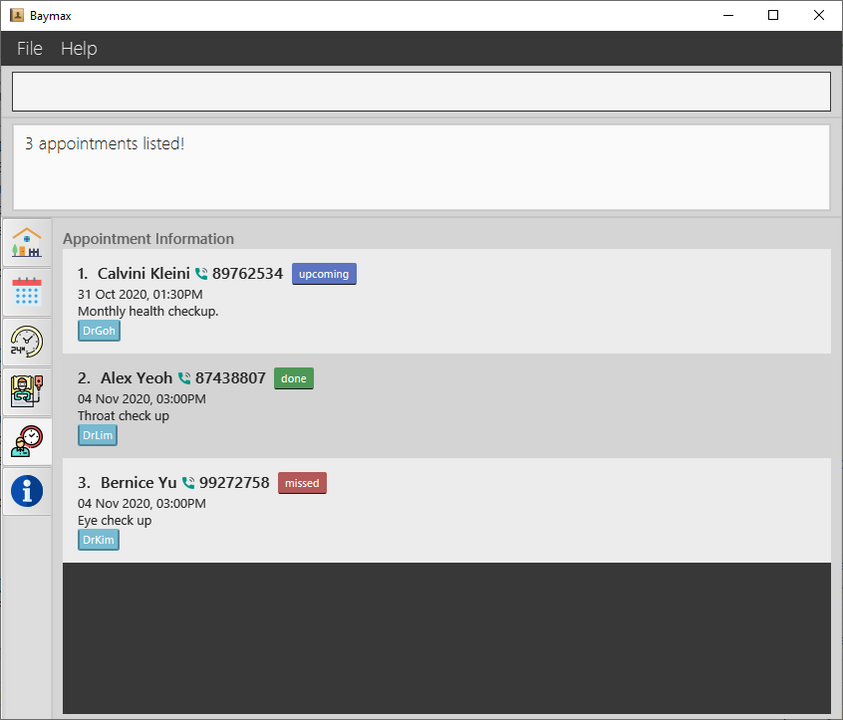 Baymax
File Help
3 appointments listed!
Appointment Information
1. Calvini Kleini 89762534 upcoming
31 Oct 2020, 01:30PM
Monthly health checkup.
DrGoh
2. Alex Yeoh 87438807 done
04 Nov 2020, 03:00PM
Throat check up
DrLim
3. Bernice Yu 99272758 missed
04 Nov 2020, 03:00PM
Eye check up
DrKim
24H